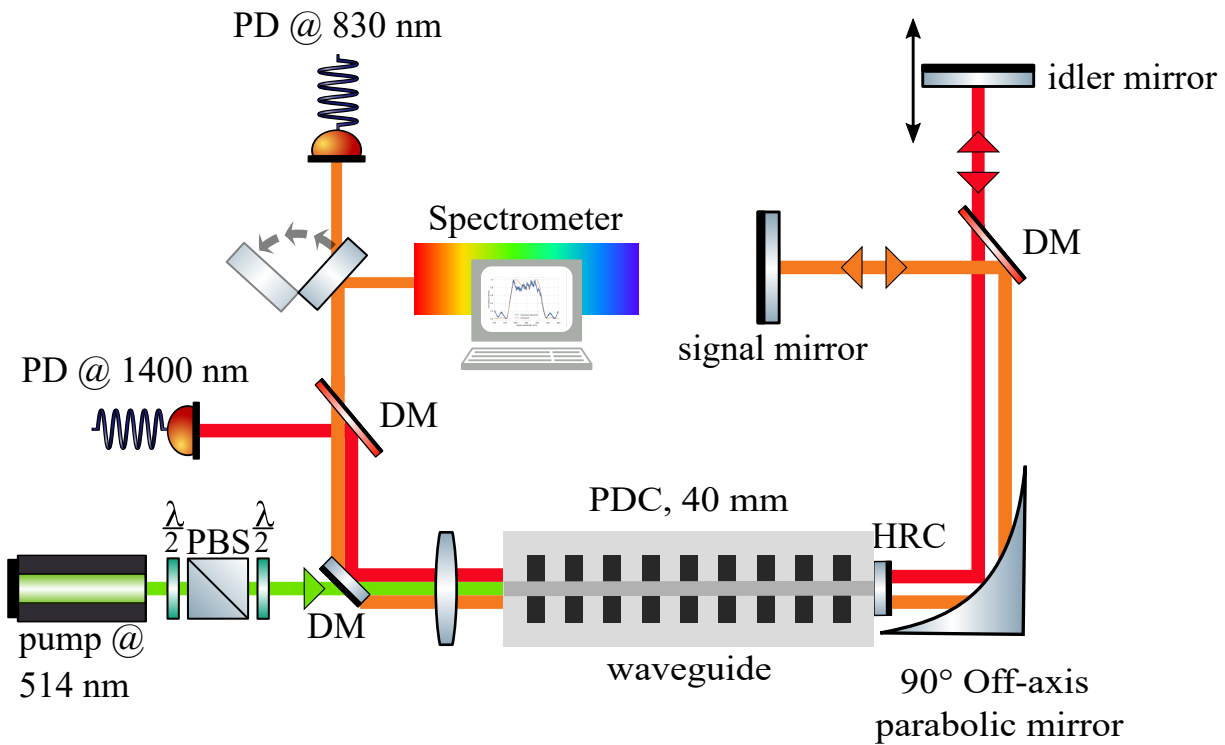 PD @ 830 nm
idler mirror
Spectrometer
DM
signal mirror
PD @ 1400 nm
DM
PDC, 40 mm
HRC
λ/2
PBS
λ/2
DM
pump @
514 nm
waveguide
90° Off-axis
parabolic mirror